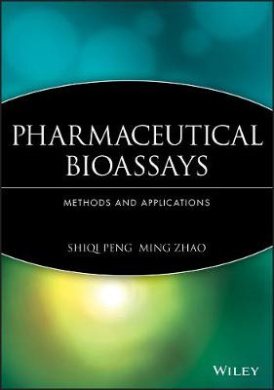 PHARMACEUTICAL
BIOASSAYS
METHODS AND APPLICATIONS
SHIQI PENG MING ZHAO
WILEY